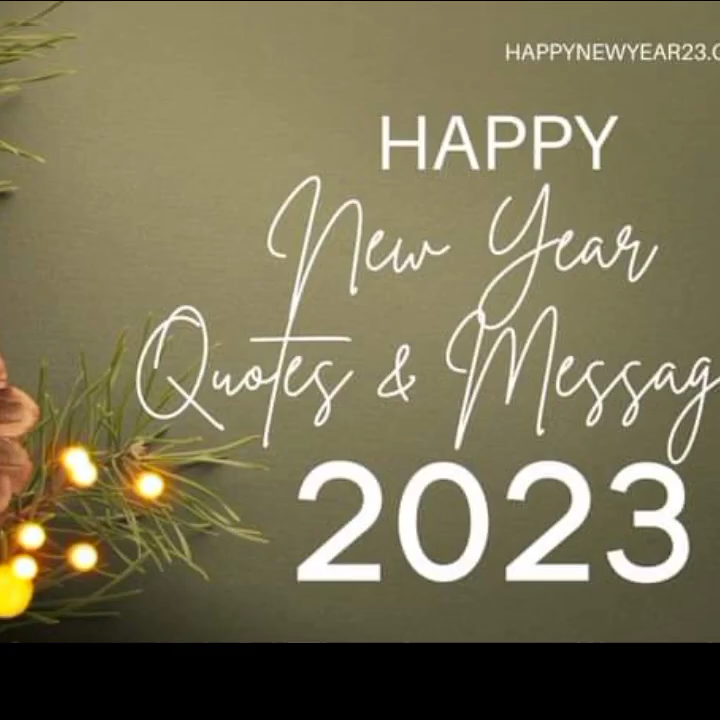 HAPPYNEWYEAR23.C
HAPPY
New Year
Quotes & Messag
2023